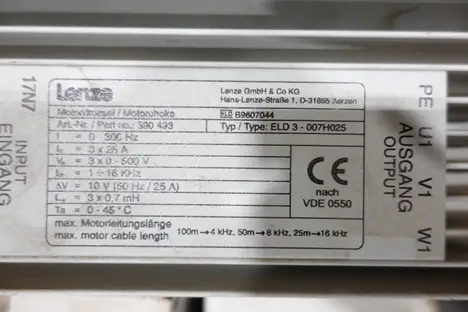 Lenze
Lenze GmbH & Co KG
Hans-Lenze-Straße 1, D-31855 Aerzen
Motordrossel / Motorchoke
ELD B9607044
Art.-Nr. / Part no.: 390 493
Typ / Type: ELD 3 - 007H025
f = 0 300 Hz
= 3 x 25 A
= 3 x 0 - 500 V
= 1 ÷ 16 KHz
ΔV = 10 V (50 Hz / 25 A)
= 3 x 0,7 mH
Ta = 0 - 45 °C
CE
nach
VDE 0550
max. Motorleitungslänge
max. motor cable length
100m→4 kHz, 50m→8 kHz, 25m→16 kHz
17N7
INPUT
EINGANG
PE U1 V1 W1
AUSGANG
OUTPUT